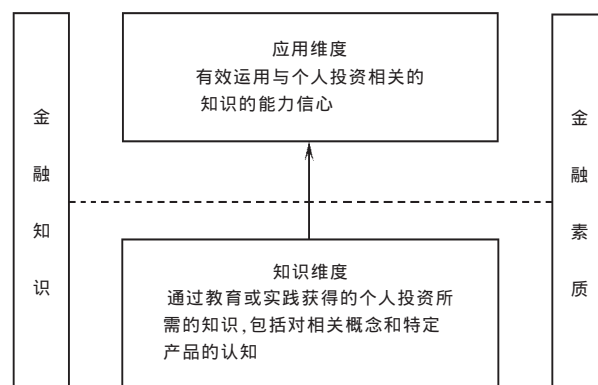 金融知识
应用维度
有效运用与个人投资相关的
知识的能力信心
知识维度
通过教育或实践获得的个人投资所
需的知识,包括对相关概念和特定
产品的认知
金融素质